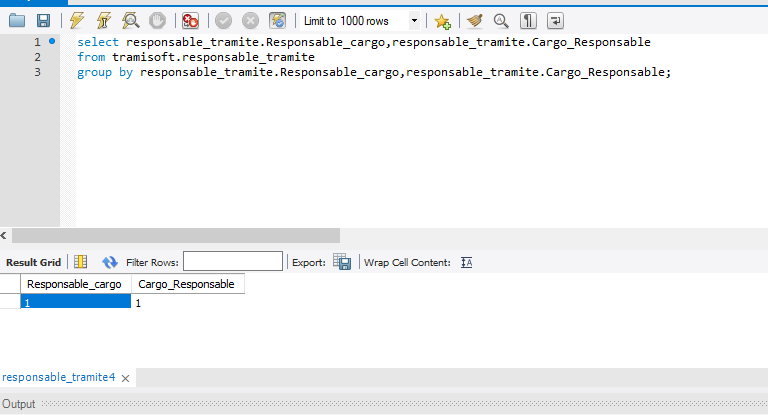 Limit to 1000 rows
1 select responsable_tramite.Responsable_cargo,responsable_tramite.Cargo_Responsable
2 from tramisoft.responsable_tramite
3 group by responsable_tramite.Responsable_cargo,responsable_tramite.Cargo_Responsable;
Result Grid Filter Rows: Export: Wrap Cell Content:
Responsable_cargo Cargo_Responsable
1 1
responsable_tramite4
Output